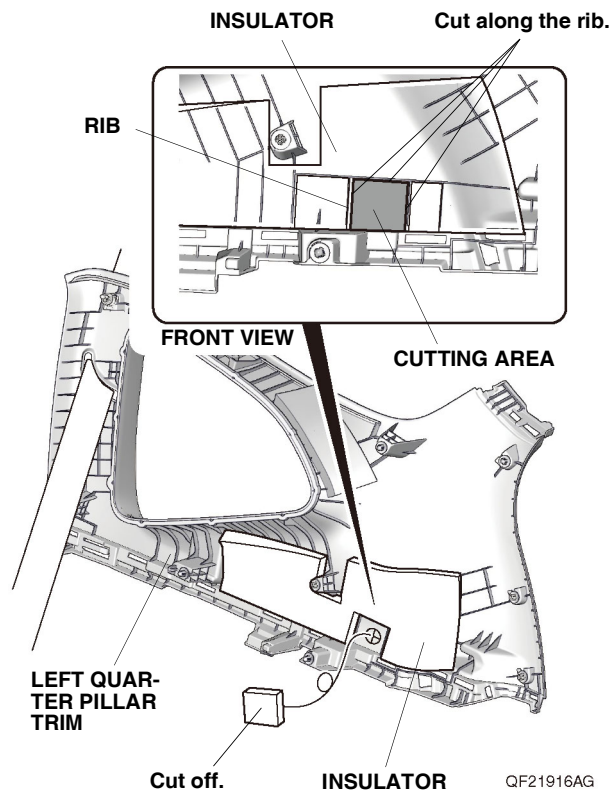 INSULATOR
Cut along the rib.
RIB
FRONT VIEW
CUTTING AREA
LEFT QUAR-
TER PILLAR
TRIM
Cut off.
INSULATOR
QF21916AG